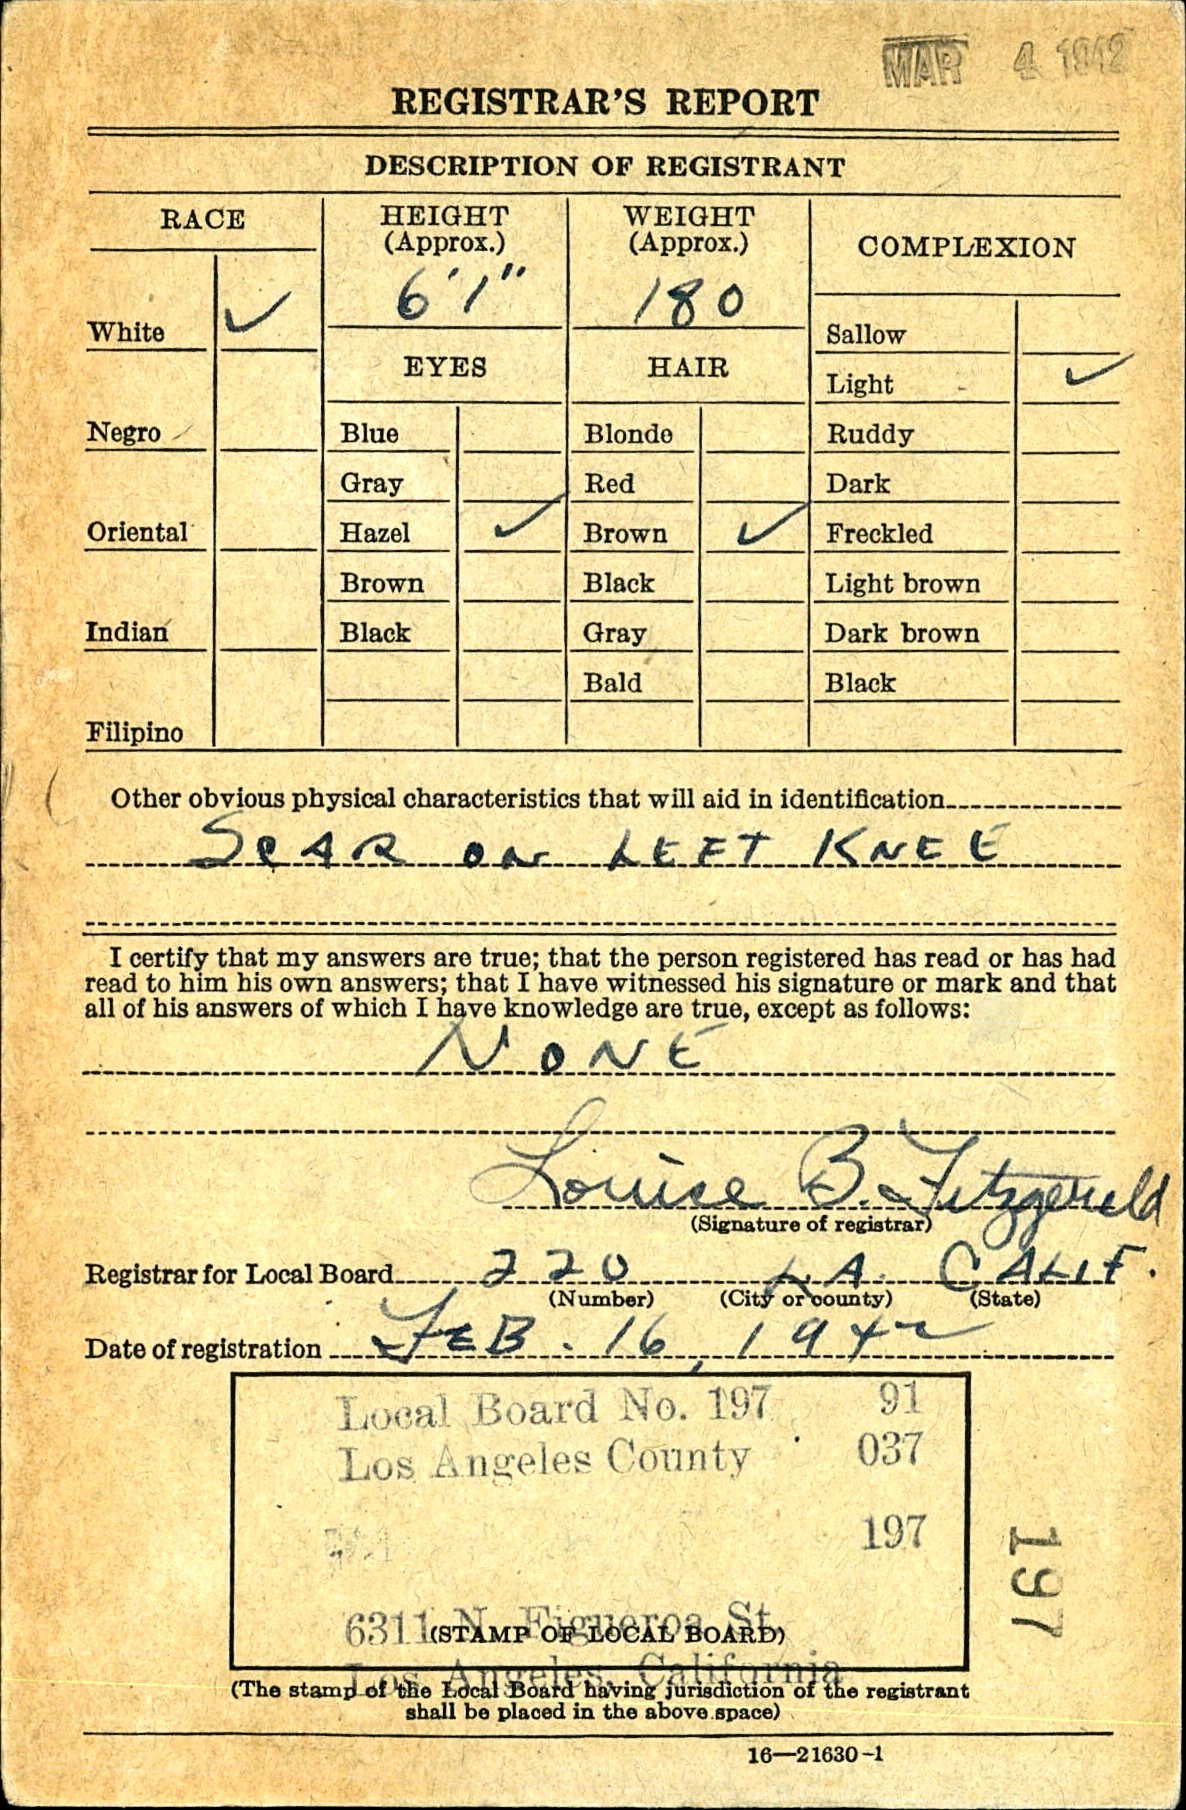 MAR 4 1942
REGISTRAR'S REPORT
DESCRIPTION OF REGISTRANT
RACE
HEIGHT
(Approx.)
WEIGHT
(Approx.)
COMPLEXION
6'1"
180
White ✓
Sallow
EYES
HAIR
Light ✓
Negro
Blue
Blonde
Ruddy
Gray
Red
Dark
Oriental
Hazel ✓
Brown ✓
Freckled
Brown
Black
Light brown
Indian
Black
Gray
Dark brown
Bald
Black
Filipino
Other obvious physical characteristics that will aid in identification
SCAR ON LEFT KNEE
I certify that my answers are true; that the person registered has read or has had
read to him his own answers; that I have witnessed his signature or mark and that
all of his answers of which I have knowledge are true, except as follows:
NONE
Louise B. Fitzgerald
(Signature of registrar)
Registrar for Local Board 220 LA. CALIF.
(Number) (City or county) (State)
Date of registration FEB. 16, 1942
Local Board No. 197 91
Los Angeles County 037
197
197
6311 N. Figueroa St.
(STAMP OF LOCAL BOARD)
Los Angeles, California
(The stamp of the Local Board having jurisdiction of the registrant
shall be placed in the above space)
16—21630-1